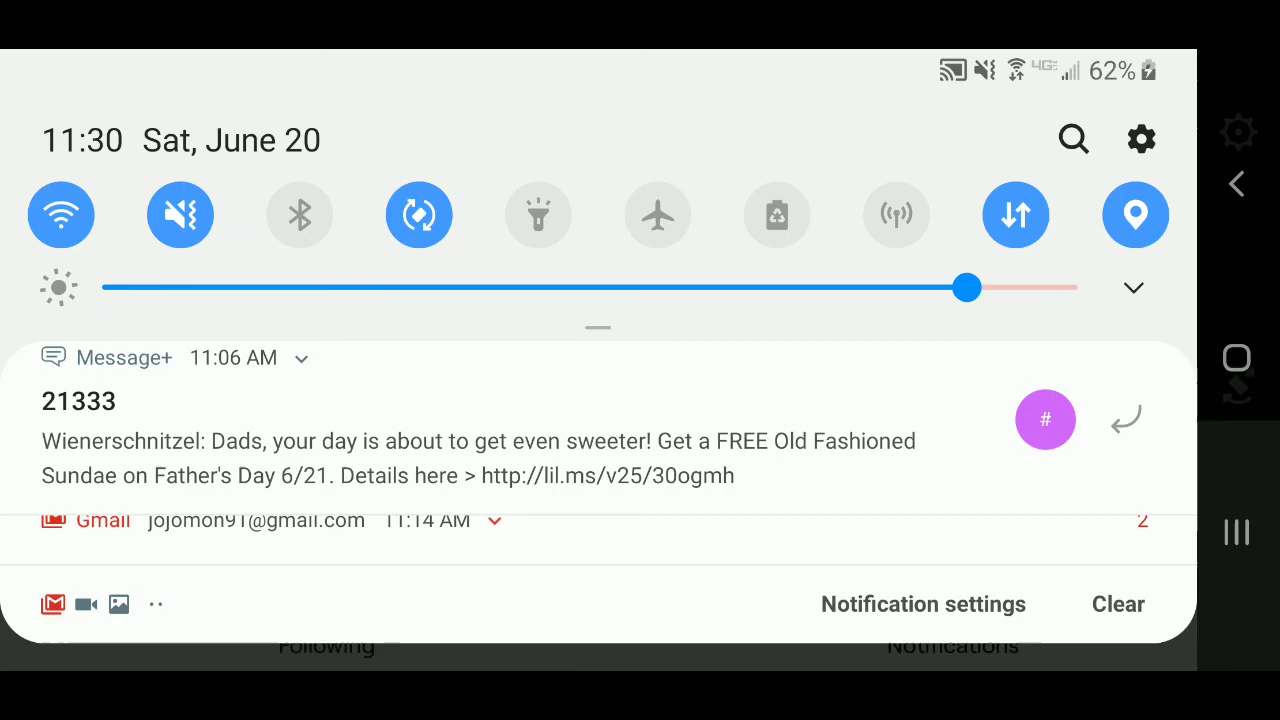 4GE 62%
11:30 Sat, June 20
Message+ 11:06 AM
21333
#
Wienerschnitzel: Dads, your day is about to get even sweeter! Get a FREE Old Fashioned
Sundae on Father's Day 6/21. Details here > http://lil.ms/v25/30ogmh
Gmail jojomon91@gmail.com 11:14 AM 2
Notification settings Clear
Following Notifications